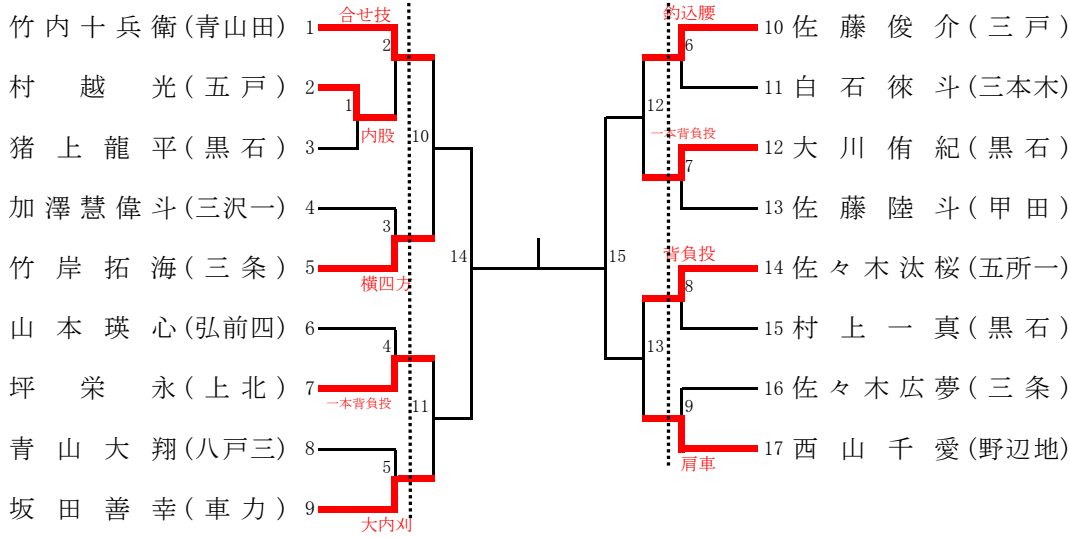 合せ技
竹内十兵衛(青山田) 1
2
村越光(五戸) 2
1
内股
猪上龍平(黒石) 3
10
加澤慧偉斗(三沢一) 4
3
竹岸拓海(三条) 5
横四方
14
山本瑛心(弘前四) 6
4
坪栄永(上北) 7
一本背負投
11
青山大翔(八戸三) 8
5
坂田善幸(車力) 9
大内刈
釣込腰
10 佐藤俊介(三戸)
6
11 白石徠斗(三本木)
12
一本背負投
12 大川侑紀(黒石)
7
13 佐藤陸斗(甲田)
15
背負投
14 佐々木汰桜(五所一)
8
15 村上一真(黒石)
13
16 佐々木広夢(三条)
9
17 西山千愛(野辺地)
肩車